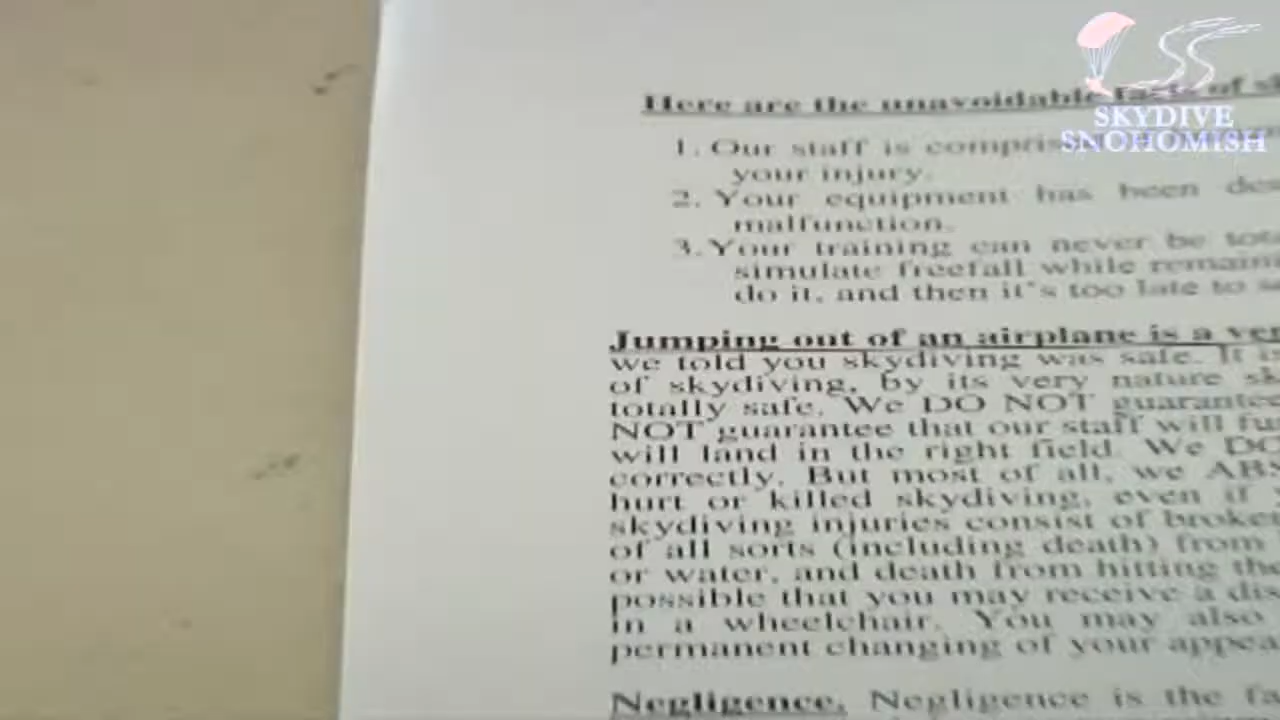 Here are the unavoidable facts of
SKYDIVE
SNOHOMISH
1. Our staff is
your injury.
2. Your equipment has been
malfunction.
3. Your training can never be
simulate freefall while
do it, and then it's too late to
Jumping out of an airplane is a
we told you skydiving was safe. It
of skydiving, by its very nature
totally safe. We DO NOT guarantee
NOT guarantee that our staff will
will land in the right field. We
correctly. But most of all, we
hurt or killed skydiving, even if
skydiving injuries consist of
of all sorts (including death) from
or water, and death from hitting
possible that you may receive a
in a wheelchair. You may also
permanent changing of your
Negligence. Negligence is the